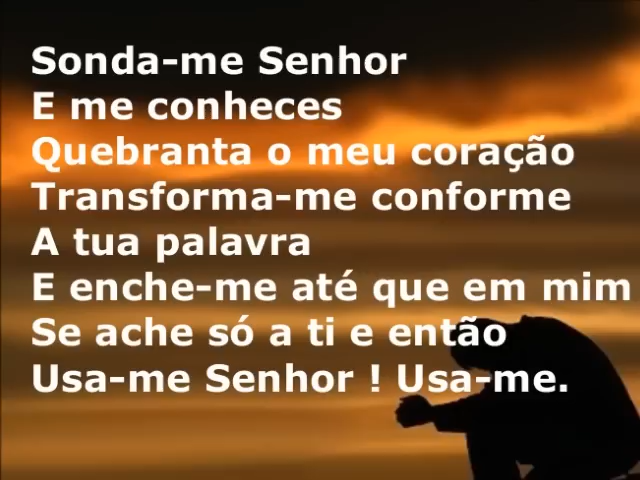 Sonda-me Senhor
E me conheces
Quebranta o meu coração
Transforma-me conforme
A tua palavra
E enche-me até que em mim
Se ache só a ti e então
Usa-me Senhor ! Usa-me.